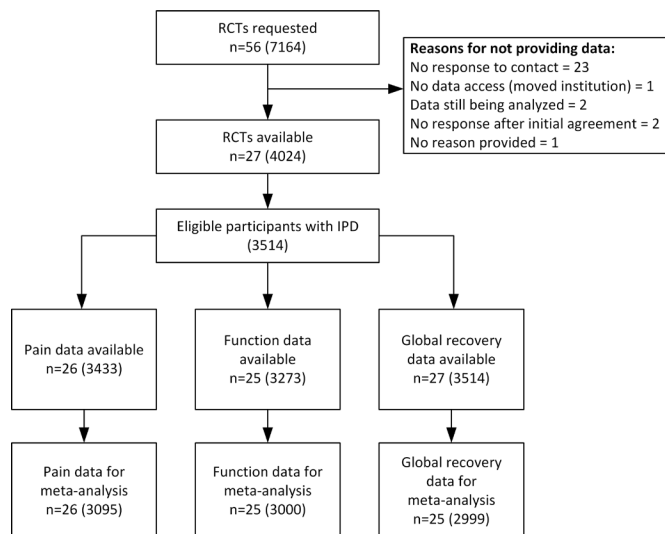 RCTs requested
n=56 (7164)
Reasons for not providing data:
No response to contact = 23
No data access (moved institution) = 1
Data still being analyzed = 2
No response after initial agreement = 2
No reason provided = 1
RCTs available
n=27 (4024)
Eligible participants with IPD
(3514)
Pain data available
n=26 (3433)
Function data
available
n=25 (3273)
Global recovery
data available
n=27 (3514)
Pain data for
meta-analysis
n=26 (3095)
Function data for
meta-analysis
n=25 (3000)
Global recovery
data for
meta-analysis
n=25 (2999)